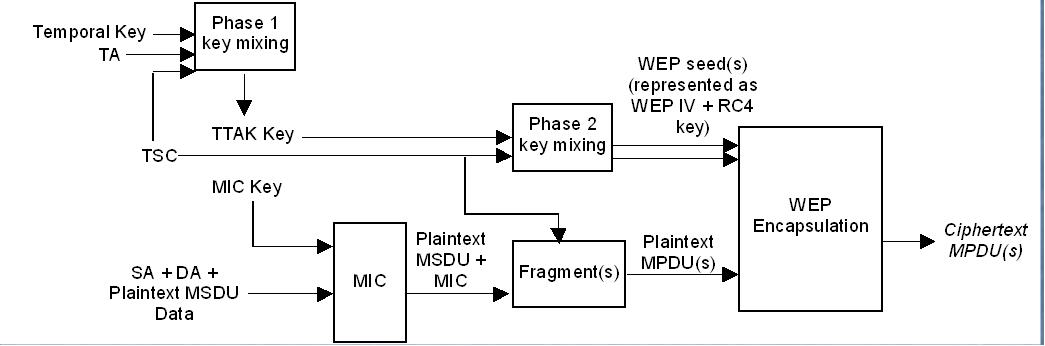 Temporal Key
TA
Phase 1
key mixing
TTAK Key
TSC
MIC Key
SA + DA +
Plaintext MSDU
Data
MIC
Plaintext
MSDU +
MIC
Phase 2
key mixing
Fragment(s)
WEP seed(s)
(represented as
WEP IV + RC4
key)
Plaintext
MPDU(s)
WEP
Encapsulation
Ciphertext
MPDU(s)